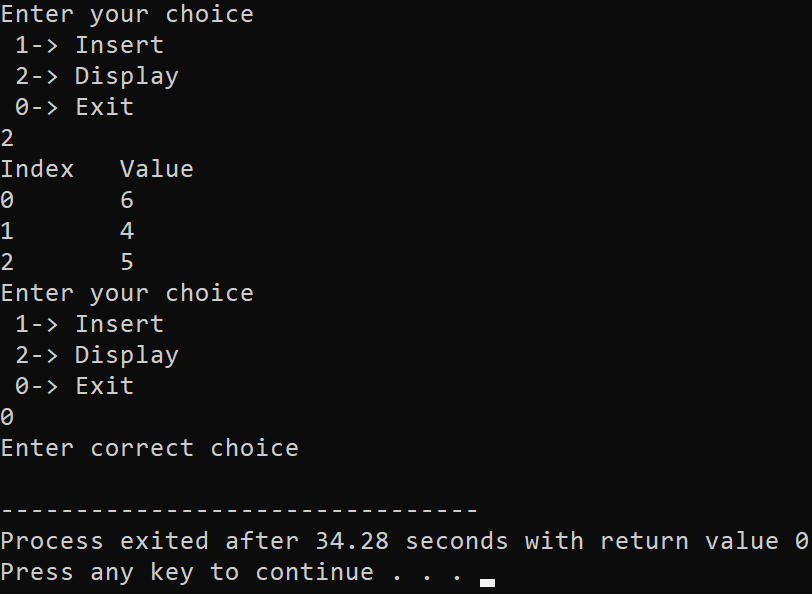 Enter your choice
 1-> Insert
 2-> Display
 0-> Exit
2
Index   Value
0       6
1       4
2       5
Enter your choice
 1-> Insert
 2-> Display
 0-> Exit
0
Enter correct choice

--------------------------------
Process exited after 34.28 seconds with return value 0
Press any key to continue . . .